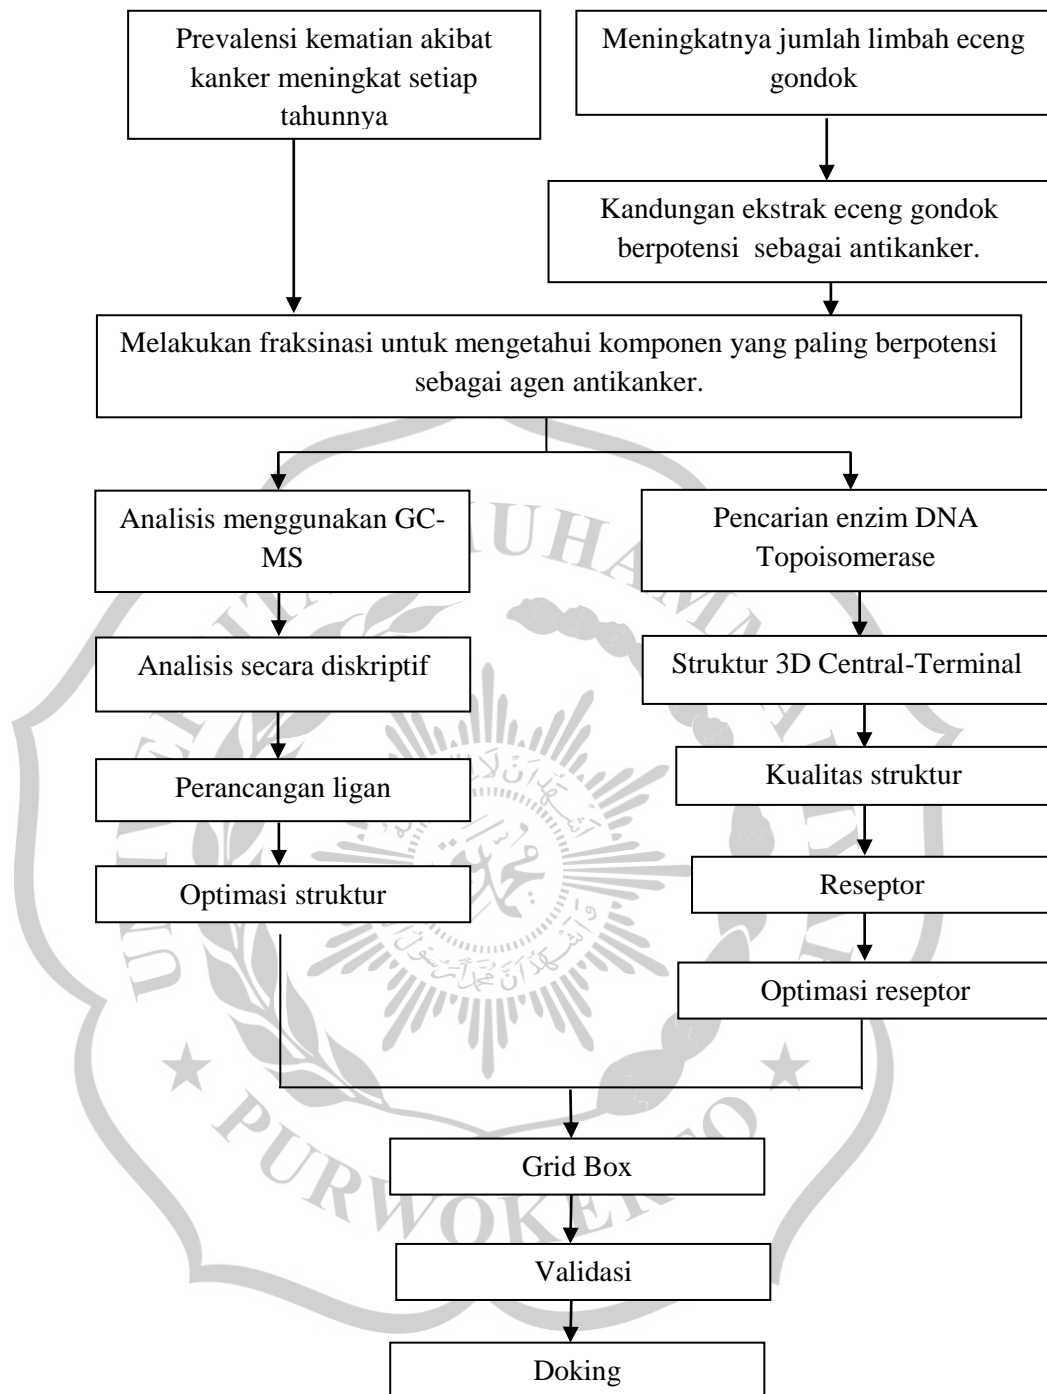 Prevalensi kematian akibat
kanker meningkat setiap
tahunnya
Meningkatnya jumlah limbah eceng
gondok
Kandungan ekstrak eceng gondok
berpotensi sebagai antikanker.
Melakukan fraksinasi untuk mengetahui komponen yang paling berpotensi
sebagai agen antikanker.
Analisis menggunakan GC-
MS
Pencarian enzim DNA
Topoisomerase
Analisis secara diskriptif
Struktur 3D Central-Terminal
Perancangan ligan
Kualitas struktur
Optimasi struktur
Reseptor
Optimasi reseptor
Grid Box
Validasi
Doking
PURWOKERTO